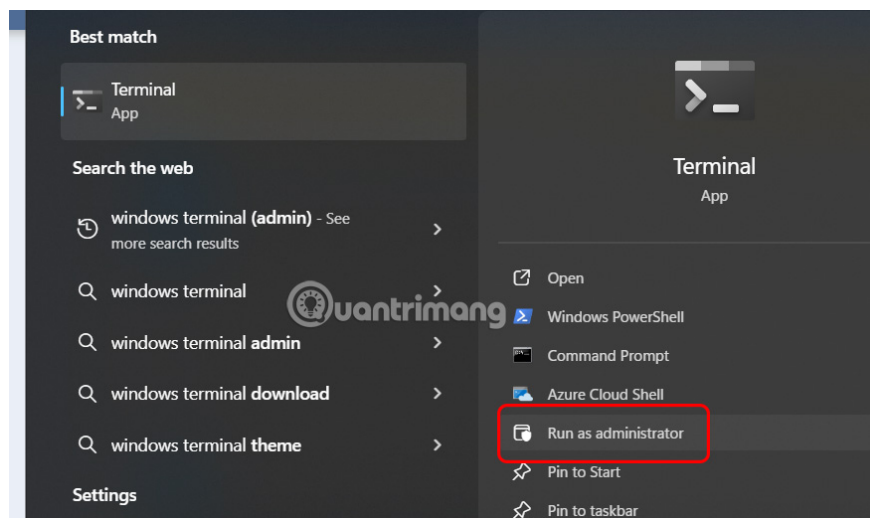 Best match
Terminal
App
Search the web
windows terminal (admin) - See
more search results
windows terminal
windows terminal admin
windows terminal download
windows terminal theme
Settings
Terminal
App
Open
Windows PowerShell
Command Prompt
Azure Cloud Shell
Run as administrator
Pin to Start
Pin to taskbar
Quantrimang